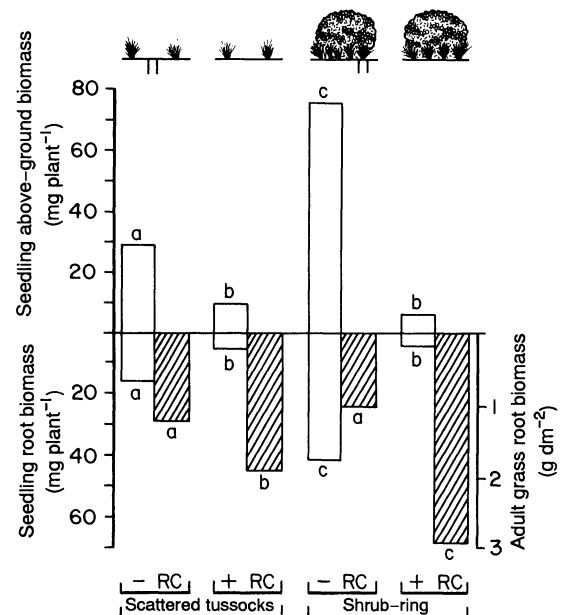 Seedling above-ground biomass
(mg plant⁻¹)
80
60
40
20
a
b
c
b
Seedling root biomass
(mg plant⁻¹)
20
40
60
a
a
b
b
c
a
b
c
1
2
3
Adult grass root biomass
(g dm⁻²)
− RC
+ RC
− RC
+ RC
Scattered tussocks
Shrub-ring